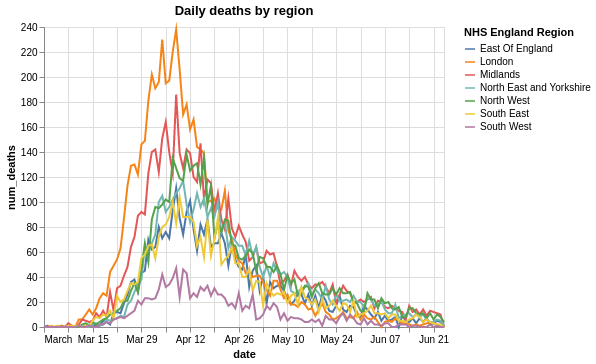 Daily deaths by region
240
220
200
180
160
140
120
100
80
60
40
20
0
num_deaths
March Mar 15 Mar 29 Apr 12 Apr 26 May 10 May 24 Jun 07 Jun 21
date
NHS England Region
East Of England
London
Midlands
North East and Yorkshire
North West
South East
South West